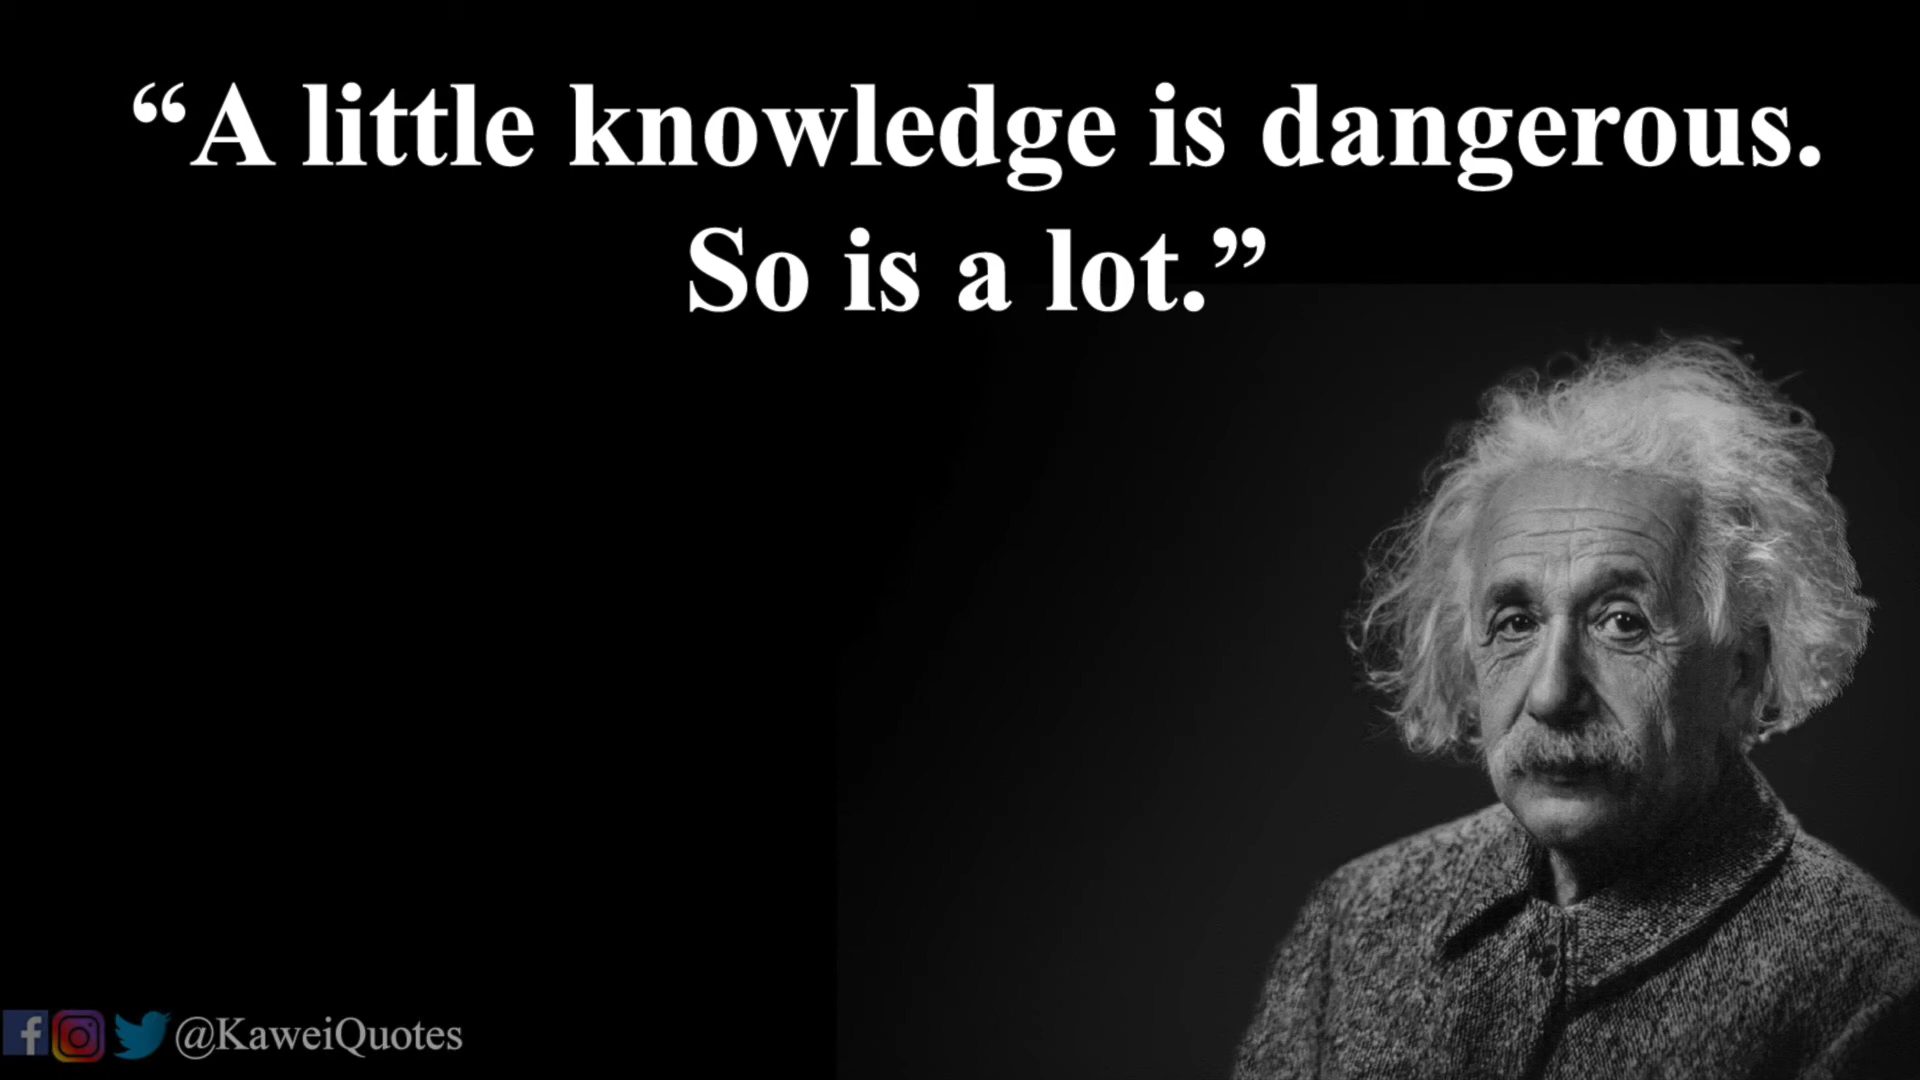 “A little knowledge is dangerous.
So is a lot.”
@KaweiQuotes